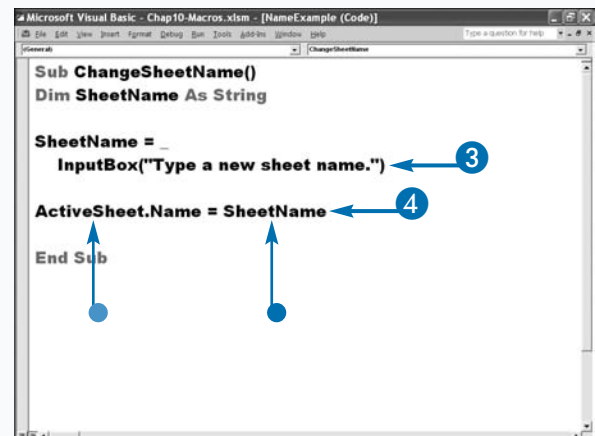 Microsoft Visual Basic - Chap10-Macros.xlsm - [NameExample (Code)]
File Edit View Insert Format Debug Run Tools Add-Ins Window Help Type a question for help
(General) ChangeSheetName
Sub ChangeSheetName()
Dim SheetName As String
SheetName = _
InputBox("Type a new sheet name.") 3
ActiveSheet.Name = SheetName 4
End Sub